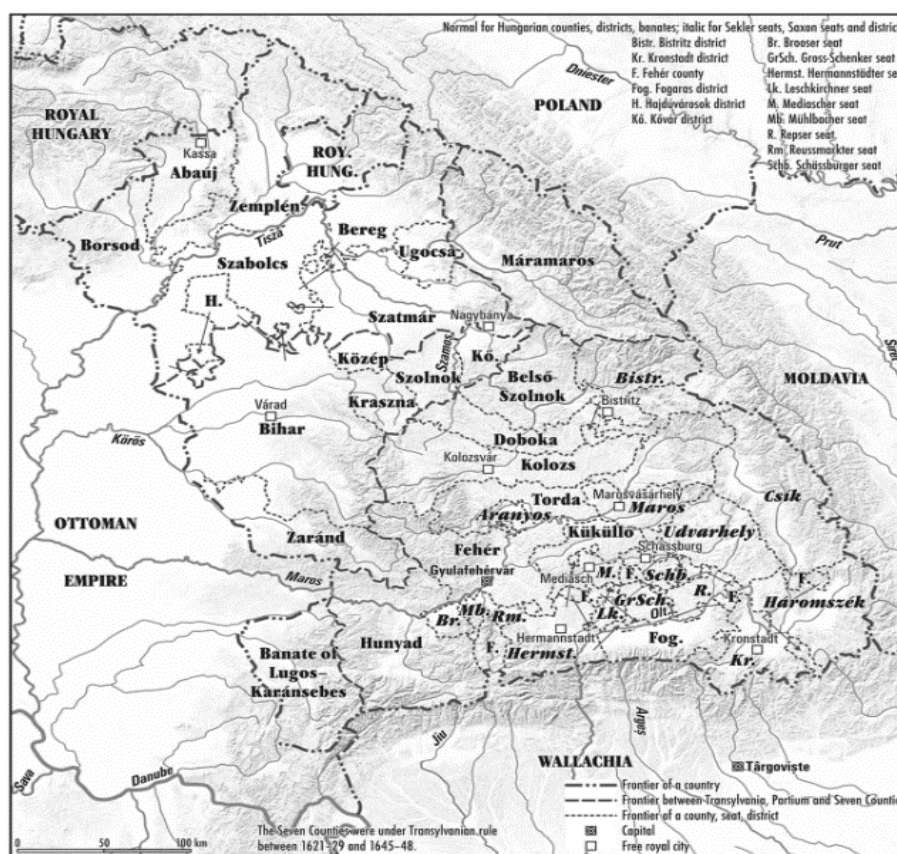 Normal for Hungarian counties, districts, banates; italic for Sekler seats, Saxon seats and
Bistr. Bistritz district
Kr. Kronstadt district
F. Fehér county
Fog. Fogaras district
H. Hajdúvárosok district
Kő. Kővár district
Br. Brooser seat
GrSch. Gross-Schenker seat
Hermst. Hermannstädter
Lk. Leschkirchner seat
M. Mediascher seat
Mb. Mühlbacher seat
R. Repser seat
Rm. Reussmarkter seat
Schb. Schässburger seat
Dniester
ROYAL
HUNGARY
POLAND
Kassa
ROY.
HUNG.
Abaúj
Zemplén
Borsod
Tisza
Bereg
Ugocsa
Prut
Szabolcs
Máramaros
H.
Szatmár
Nagybánya
Siret
Közép
Szolnok
Szamos
Kő.
Belső-
Szolnok
Bistr.
MOLDAVIA
Kraszna
Bistritz
Várad
Bihar
Körös
Doboka
Kolozsvár
Kolozs
Csík
Torda
Marosvásárhely
Maros
Aranyos
OTTOMAN
EMPIRE
Küküllő
Udvarhely
Zaránd
Fehér
Schässburg
Maros
Gyulafehérvár
Mediasch
M.
F.
Schb.
R.
F.
F.
Háromszék
Br.
Mb.
Rm.
F.
Lk.
GrSch.
Olt
Hunyad
Hermannstadt
Fog.
Kronstadt
F.
Hermst.
Kr.
Banate of
Lugos–
Karánsebes
Jiu
Argeş
Sava
Danube
WALLACHIA
Târgoviste
Frontier of a country
Frontier between Transylvania, Partium and Seven
Frontier of a county, seat, district
Capital
Free royal city
The Seven Counties were under Transylvanian rule
between 1621–29 and 1645–48.
0 50 100 km